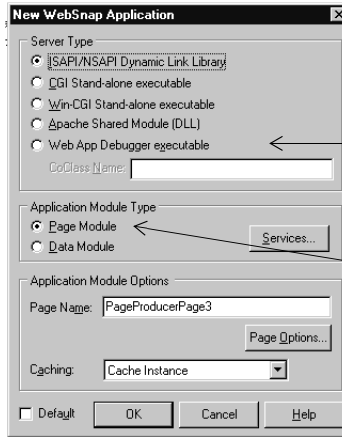 New WebSnap Application
Server Type
ISAPI/NSAPI Dynamic Link Library
CGI Stand-alone executable
Win-CGI Stand-alone executable
Apache Shared Module (DLL)
Web App Debugger executable
CoClass Name:
Application Module Type
Page Module
Data Module
Services...
Application Module Options
Page Name: PageProducerPage3
Page Options...
Caching: Cache Instance
Default OK Cancel Help